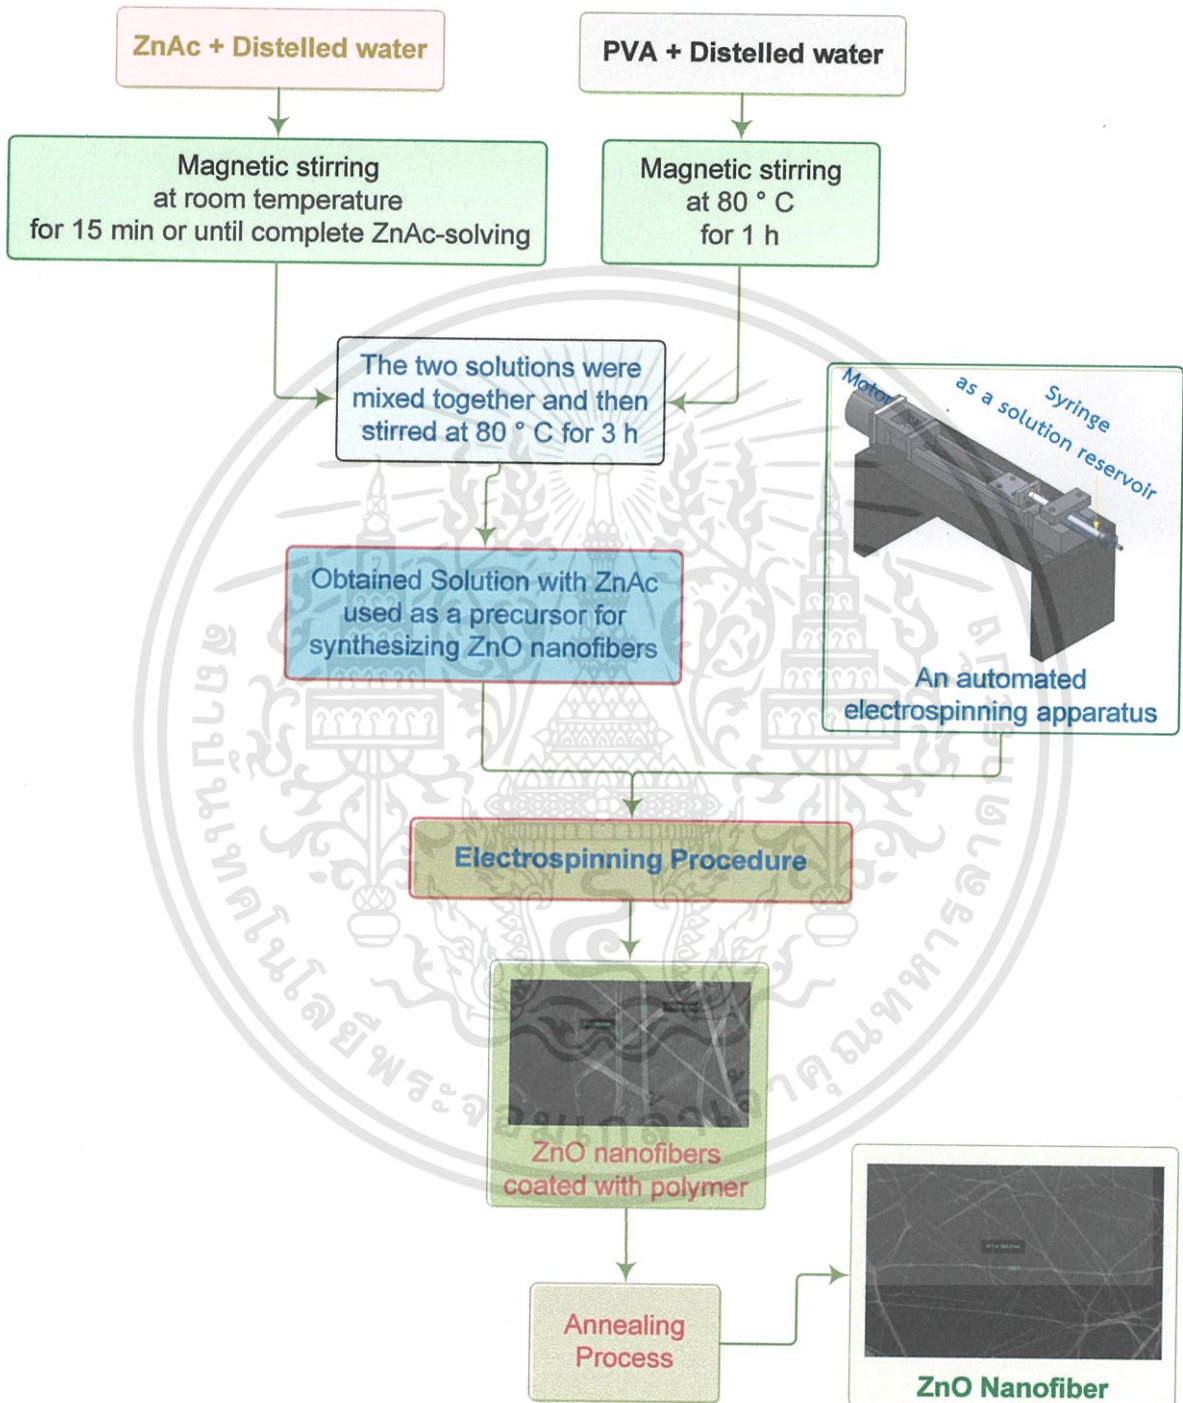 ZnAc + Distelled water
PVA + Distelled water
Magnetic stirring
at room temperature
for 15 min or until complete ZnAc-solving
Magnetic stirring
at 80 ° C
for 1 h
The two solutions were
mixed together and then
stirred at 80 ° C for 3 h
Motor
Syringe
as a solution reservoir
An automated
electrospinning apparatus
Obtained Solution with ZnAc
used as a precursor for
synthesizing ZnO nanofibers
Electrospinning Procedure
ZnO nanofibers
coated with polymer
Annealing
Process
ZnO Nanofiber